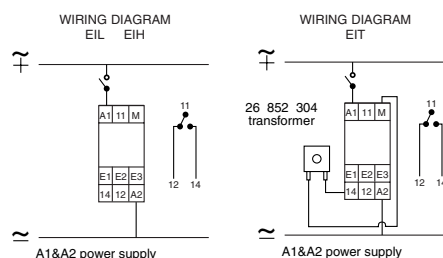 WIRING DIAGRAM
EIL EIH
A1 11 M
E1 E2 E3
14 12 A2
11
12 14
A1&A2 power supply
WIRING DIAGRAM
EIT
26 852 304
transformer
A1 11 M
E1 E2 E3
14 12 A2
11
12 14
A1&A2 power supply